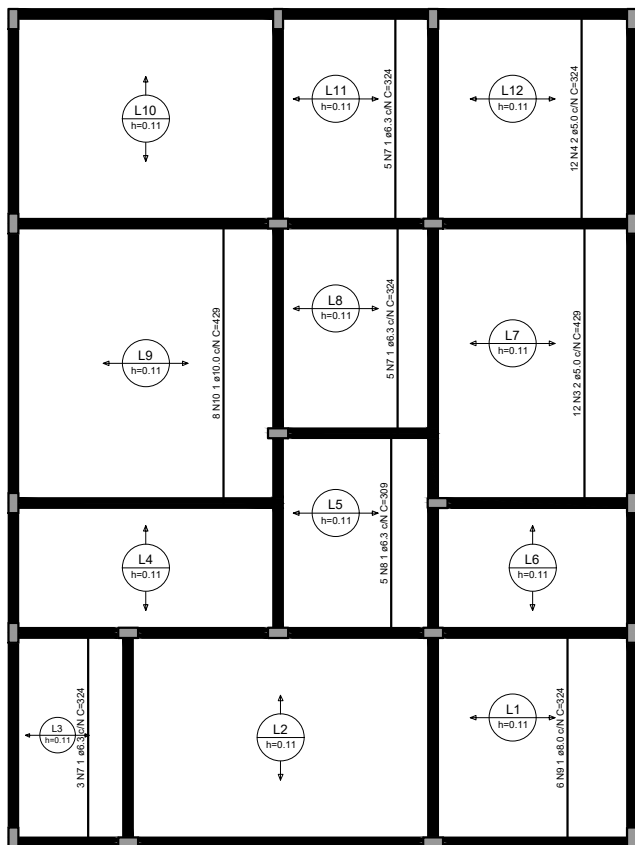 L10
h=0.11
L11
h=0.11
5 N7 1 ø6.3 c/N C=324
L12
h=0.11
12 N4 2 ø5.0 c/N C=324
L9
h=0.11
8 N10 1 ø10.0 c/N C=429
L8
h=0.11
5 N7 1 ø6.3 c/N C=324
L7
h=0.11
12 N3 2 ø5.0 c/N C=429
L4
h=0.11
L5
h=0.11
5 N8 1 ø6.3 c/N C=309
L6
h=0.11
L3
h=0.11
3 N7 1 ø6.3 c/N C=324
L2
h=0.11
L1
h=0.11
6 N9 1 ø8.0 c/N C=324